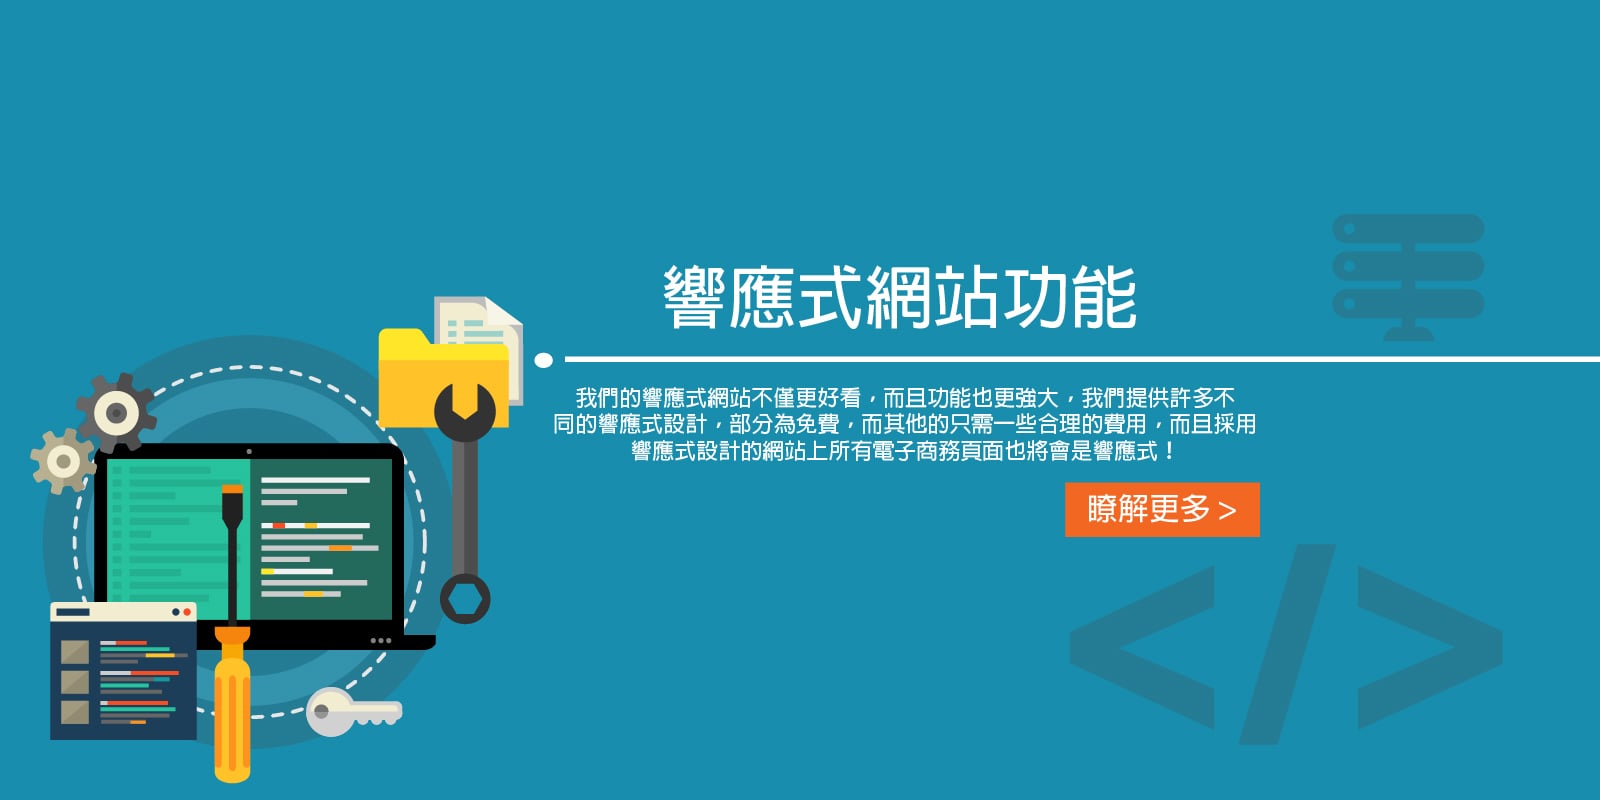 響應式網站功能
我們的響應式網站不僅更好看，而且功能也更強大，我們提供許多不
同的響應式設計，部分為免費，而其他的只需一些合理的費用，而且採用
響應式設計的網站上所有電子商務頁面也將會是響應式！
瞭解更多 >
</>